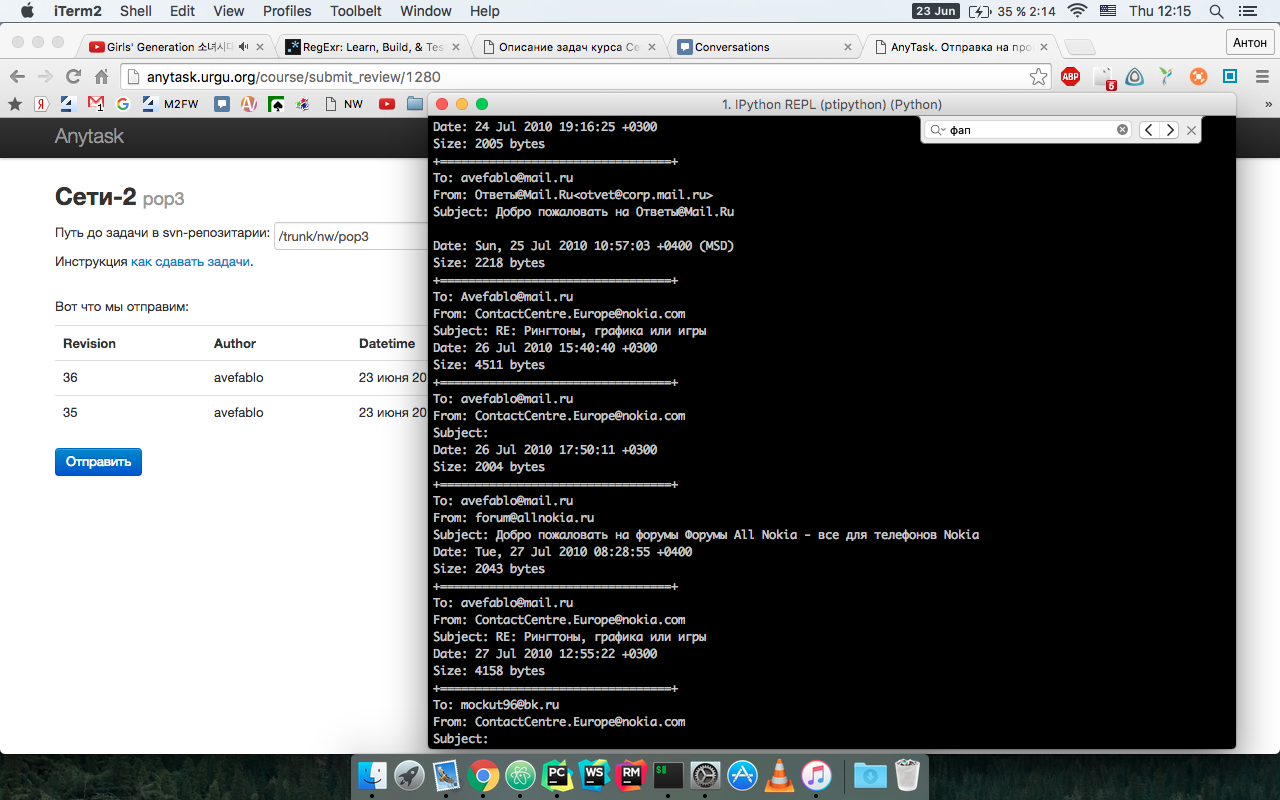 iTerm2 Shell Edit View Profiles Toolbelt Window Help 23 Jun 35 % 2:14 Thu 12:15
Girls' Generation 소녀시대 RegExr: Learn, Build, & Tes Описание задач курса Се Conversations AnyTask. Отправка на про Антон
anytask.urgu.org/course/submit_review/1280 ABP 5
Я 1 M2FW NW »
1. IPython REPL (ptipython) (Python)
фап
Anytask
Сети-2 pop3
Путь до задачи в svn-репозитарии: /trunk/nw/pop3
Инструкция как сдавать задачи.
Вот что мы отправим:
Revision Author Datetime
36 avefablo 23 июня 20
35 avefablo 23 июня 20
Отправить
Date: 24 Jul 2010 19:16:25 +0300
Size: 2005 bytes
+=================================+
To: avefablo@mail.ru
From: Ответы@Mail.Ru<otvet@corp.mail.ru>
Subject: Добро пожаловать на Ответы@Mail.Ru
Date: Sun, 25 Jul 2010 10:57:03 +0400 (MSD)
Size: 2218 bytes
+=================================+
To: Avefablo@mail.ru
From: ContactCentre.Europe@nokia.com
Subject: RE: Рингтоны, графика или игры
Date: 26 Jul 2010 15:40:40 +0300
Size: 4511 bytes
+=================================+
To: avefablo@mail.ru
From: ContactCentre.Europe@nokia.com
Subject:
Date: 26 Jul 2010 17:50:11 +0300
Size: 2004 bytes
+=================================+
To: avefablo@mail.ru
From: forum@allnokia.ru
Subject: Добро пожаловать на форумы Форумы All Nokia - все для телефонов Nokia
Date: Tue, 27 Jul 2010 08:28:55 +0400
Size: 2043 bytes
+=================================+
To: avefablo@mail.ru
From: ContactCentre.Europe@nokia.com
Subject: RE: Рингтоны, графика или игры
Date: 27 Jul 2010 12:55:22 +0300
Size: 4158 bytes
+=================================+
To: mockut96@bk.ru
From: ContactCentre.Europe@nokia.com
Subject:
PC WS RM $